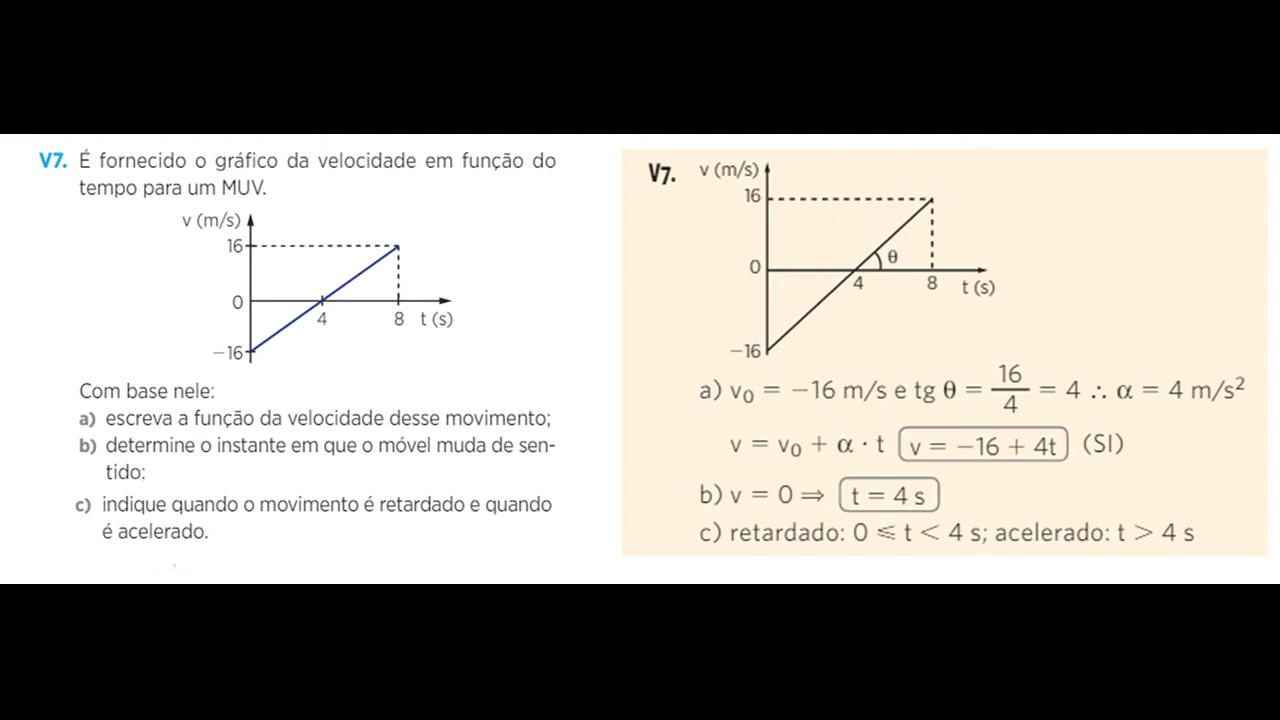 V7. É fornecido o gráfico da velocidade em função do
tempo para um MUV.
v (m/s)
16
0
4
8
t (s)
−16
Com base nele:
a) escreva a função da velocidade desse movimento;
b) determine o instante em que o móvel muda de sen-
tido;
c) indique quando o movimento é retardado e quando
é acelerado.
V7.
v (m/s)
16
θ
0
4
8
t (s)
−16
a) v₀ = −16 m/s e tg θ = 16/4 = 4 ∴ α = 4 m/s²
v = v₀ + α · t v = −16 + 4t (SI)
b) v = 0 ⇒ t = 4 s
c) retardado: 0 ⩽ t < 4 s; acelerado: t > 4 s